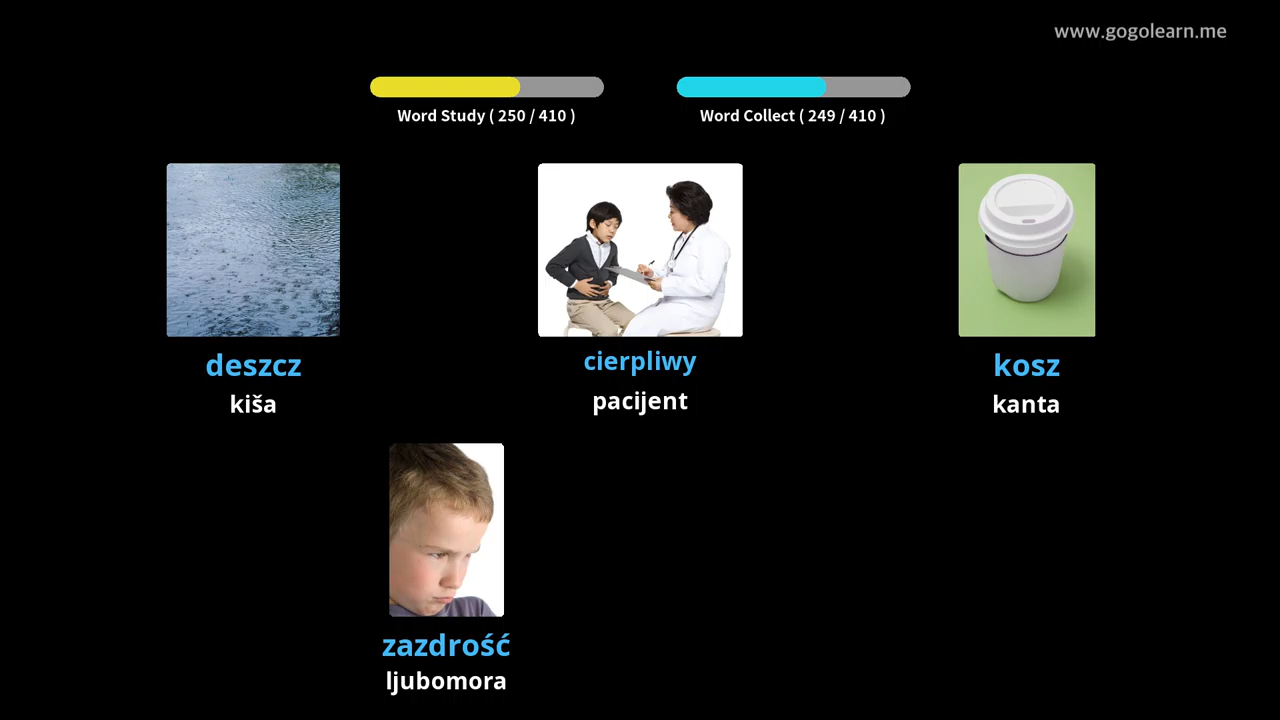 www.gogolearn.me
Word Study ( 250 / 410 )
Word Collect ( 249 / 410 )
deszcz
kiša
cierpliwy
pacijent
kosz
kanta
zazdrość
ljubomora